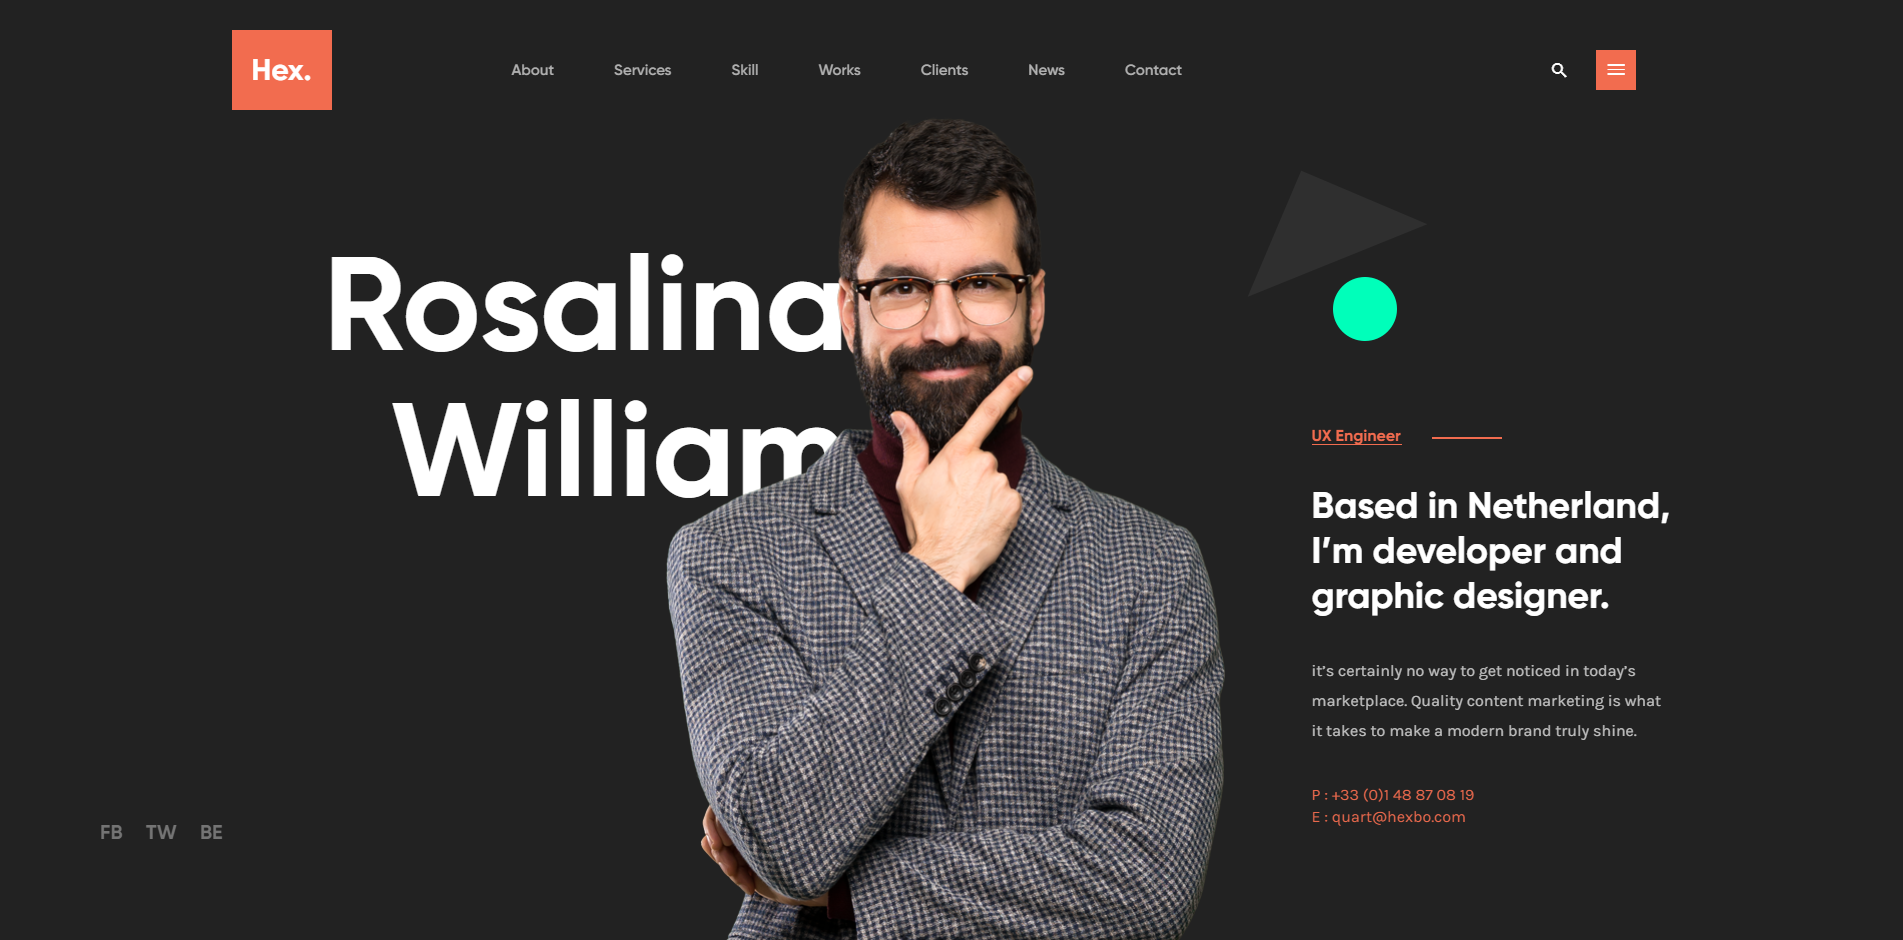 Hex.
About Services Skill Works Clients News Contact
Rosalina
William
UX Engineer
Based in Netherland,
I’m developer and
graphic designer.
it’s certainly no way to get noticed in today’s
marketplace. Quality content marketing is what
it takes to make a modern brand truly shine.
P : +33 (0)1 48 87 08 19
E : quart@hexbo.com
FB TW BE